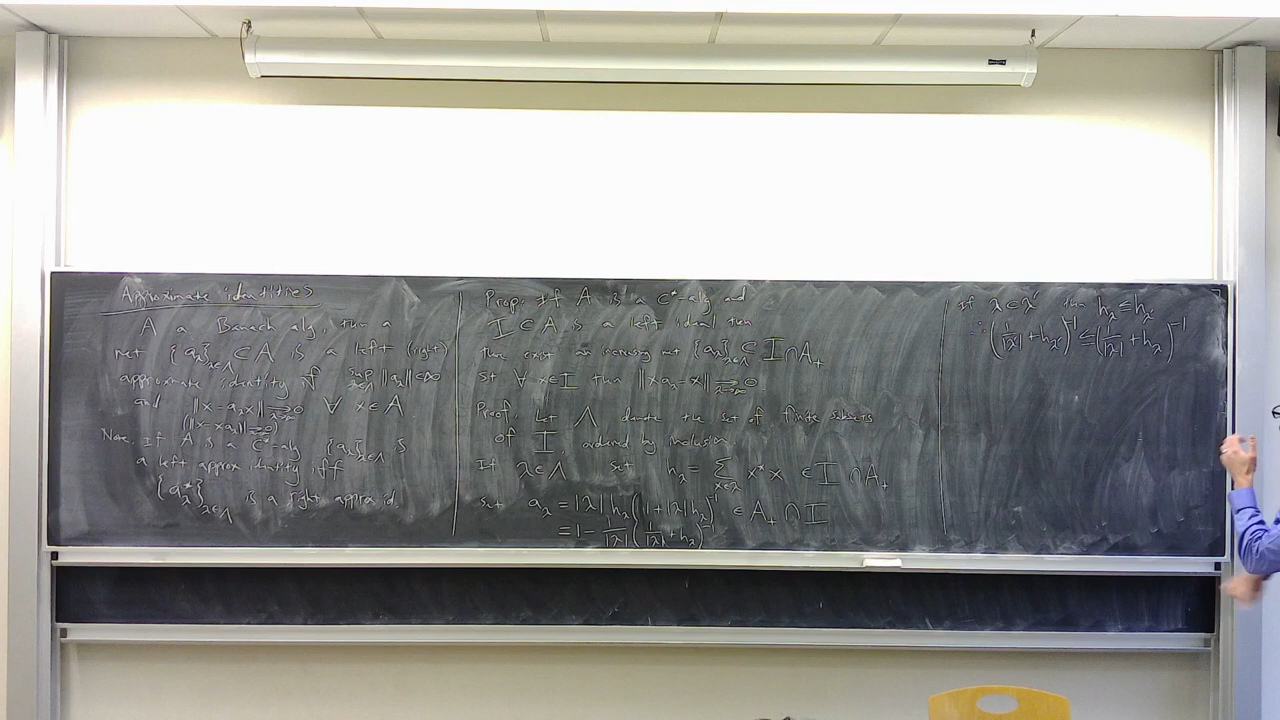 Approximate identities
A a Banach alg, then a
net {a_λ}_{λ∈Λ} ⊂ A is a left (right)
approximate identity if sup_{λ∈Λ} ||a_λ|| < ∞
and ||x - a_λx|| →_{λ→∞} 0 ∀ x ∈ A
(||x - xa_λ|| → 0)
Note. If A is a C*-alg {a_λ}_{λ∈Λ} is
a left approx identity iff
{a_λ^*}_{λ∈Λ} is a right approx id.
Prop: If A is a C*-alg and
I ⊂ A is a left ideal then
there exist an increasing net {a_λ}_{λ∈Λ} ⊂ I ∩ A_+
st ∀ x∈I then ||xa_λ - x|| →_{λ→∞} 0.
Proof. Let Λ denote the set of finite subsets
of I, ordered by inclusion.
If λ∈Λ set h_λ = Σ_{x∈λ} x*x ∈ I ∩ A_+
set a_λ = |λ| h_λ (1 + |λ| h_λ)^{-1} ∈ A_+ ∩ I
= 1 - 1/|λ| (1/|λ| + h_λ)^{-1}
If λ ⊂ λ' then h_λ ≤ h_λ'
∴ (1/|λ| + h_λ')^{-1} ≤ (1/|λ| + h_λ)^{-1}